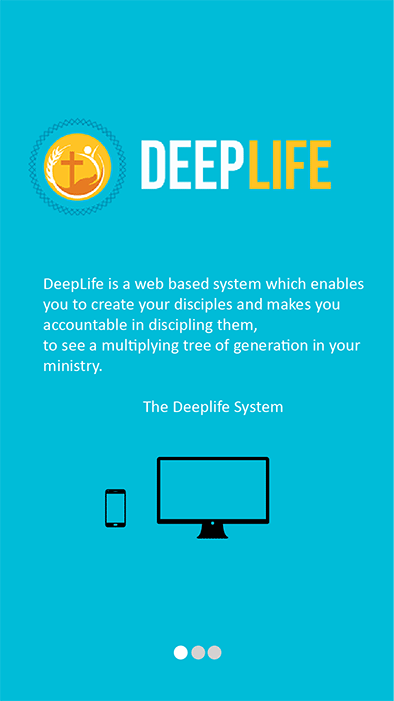 DEEPLIFE
DeepLife is a web based system which enables
you to create your disciples and makes you
accountable in discipling them,
to see a multiplying tree of generation in your
ministry.
The Deeplife System